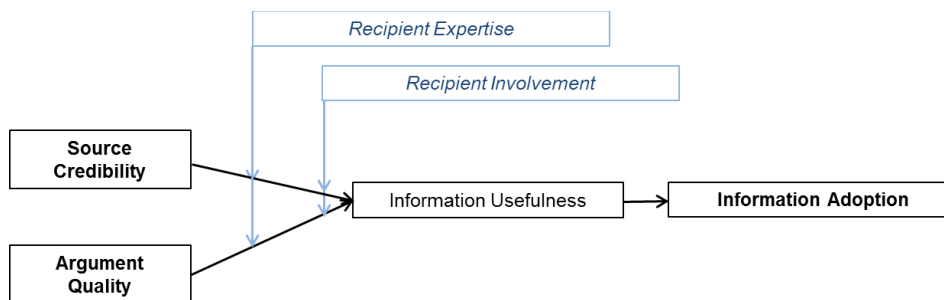 Recipient Expertise
Recipient Involvement
Source
Credibility
Information Usefulness
Information Adoption
Argument
Quality